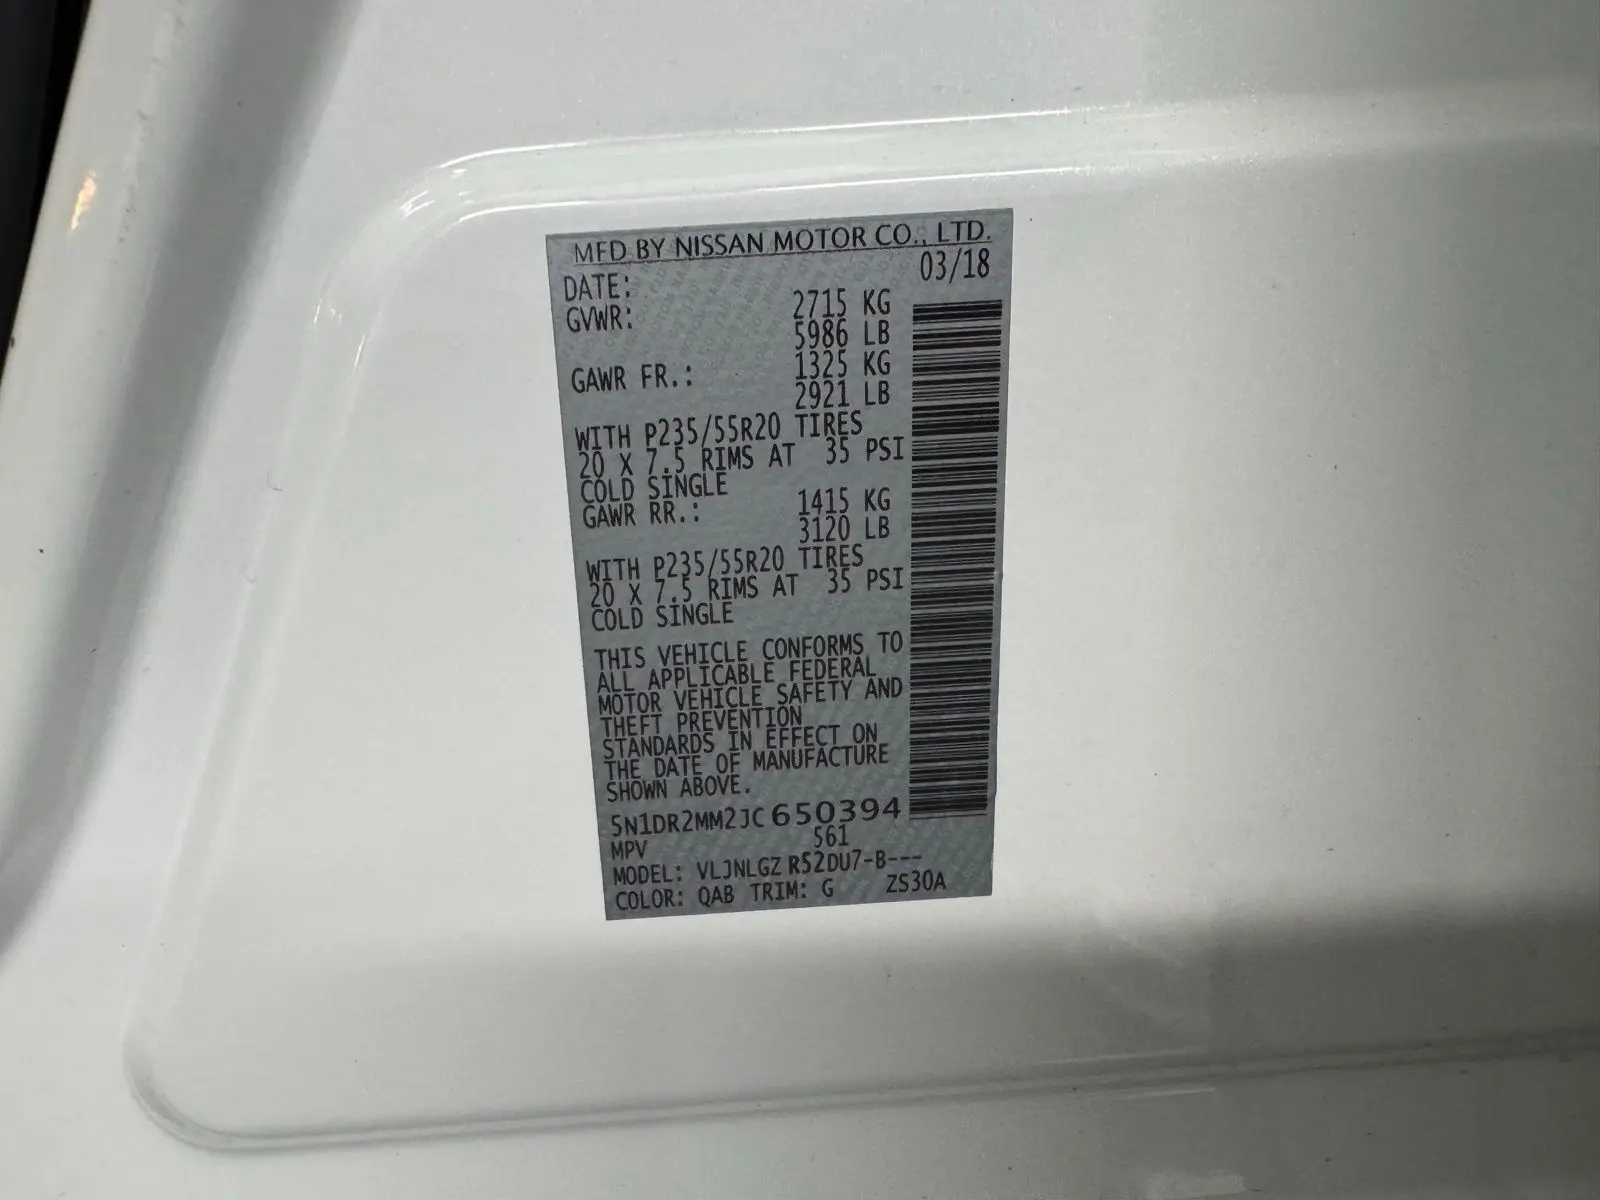 MFD BY NISSAN MOTOR CO., LTD.
DATE: 03/18
GVWR: 2715 KG
5986 LB
GAWR FR.: 1325 KG
2921 LB
WITH P235/55R20 TIRES
20 X 7.5 RIMS AT 35 PSI
COLD SINGLE
GAWR RR.: 1415 KG
3120 LB
WITH P235/55R20 TIRES
20 X 7.5 RIMS AT 35 PSI
COLD SINGLE
THIS VEHICLE CONFORMS TO
ALL APPLICABLE FEDERAL
MOTOR VEHICLE SAFETY AND
THEFT PREVENTION
STANDARDS IN EFFECT ON
THE DATE OF MANUFACTURE
SHOWN ABOVE.
5N1DR2MM2JC650394
MPV 561
MODEL: VLJNLGZ R52DU7-B---
COLOR: QAB TRIM: G ZS30A